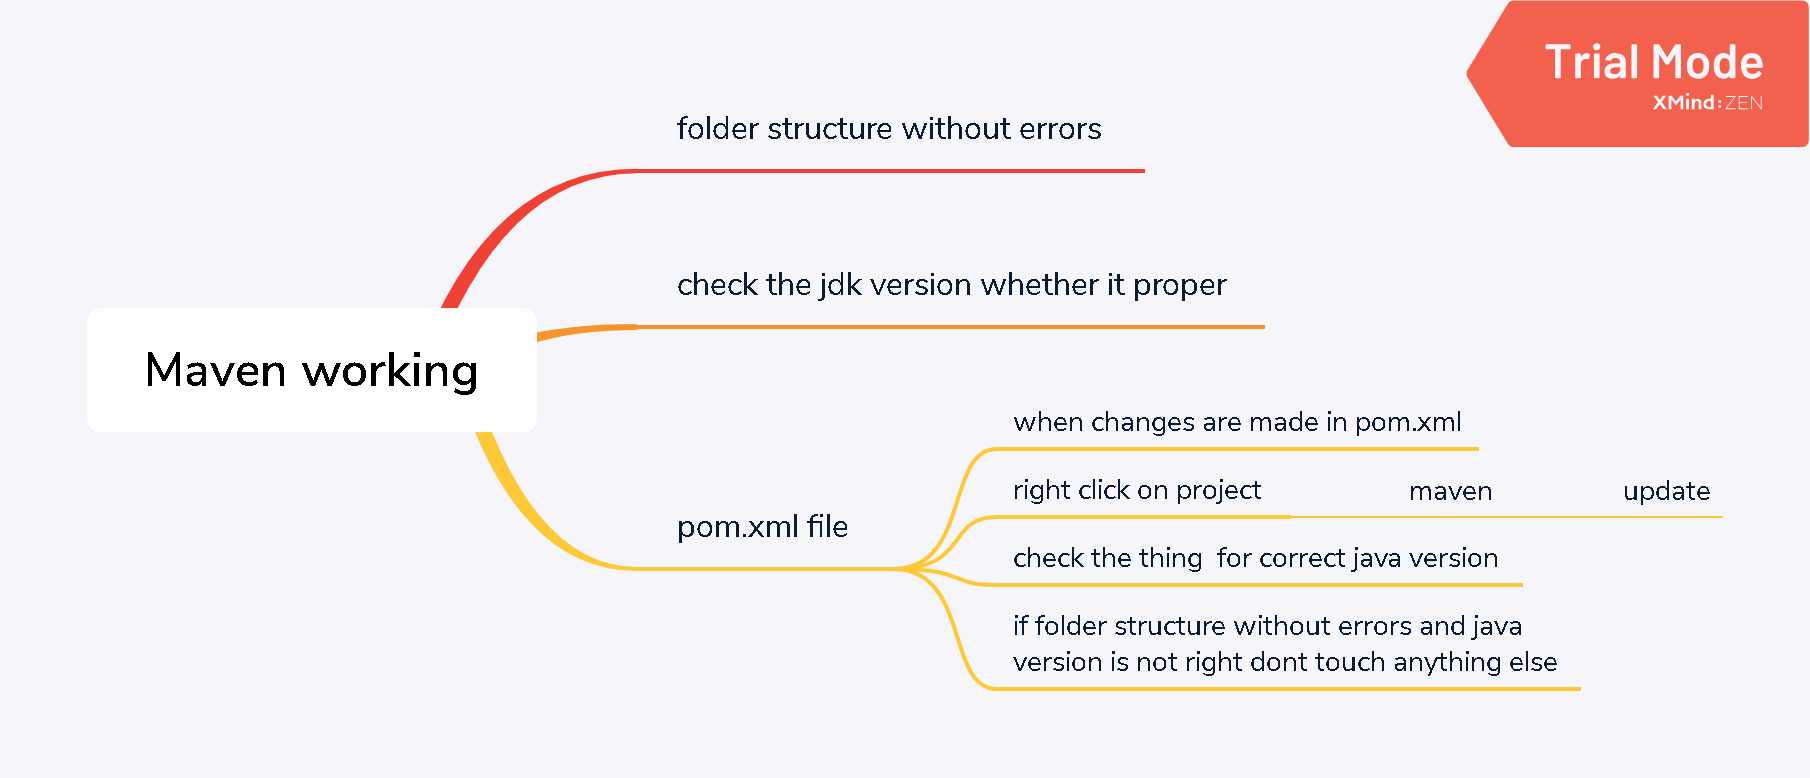 Trial Mode
XMind:ZEN
folder structure without errors
check the jdk version whether it proper
Maven working
pom.xml file
when changes are made in pom.xml
right click on project maven update
check the thing  for correct java version
if folder structure without errors and java
version is not right dont touch anything else